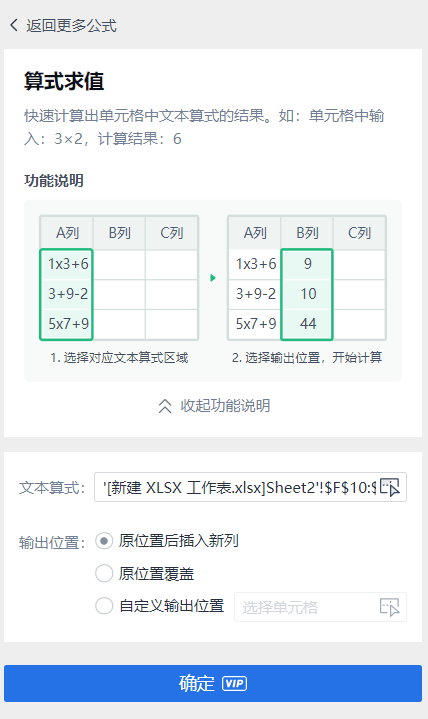 返回更多公式
算式求值
快速计算出单元格中文本算式的结果。如：单元格中输
入：3×2，计算结果：6
功能说明
A列 B列 C列 A列 B列 C列
1x3+6 1x3+6 9
3+9-2 3+9-2 10
5x7+9 5x7+9 44
1. 选择对应文本算式区域 2. 选择输出位置，开始计算
收起功能说明
文本算式： '[新建 XLSX 工作表.xlsx]Sheet2'!$F$10:$
输出位置： 原位置后插入新列
原位置覆盖
自定义输出位置 选择单元格
确定 VIP